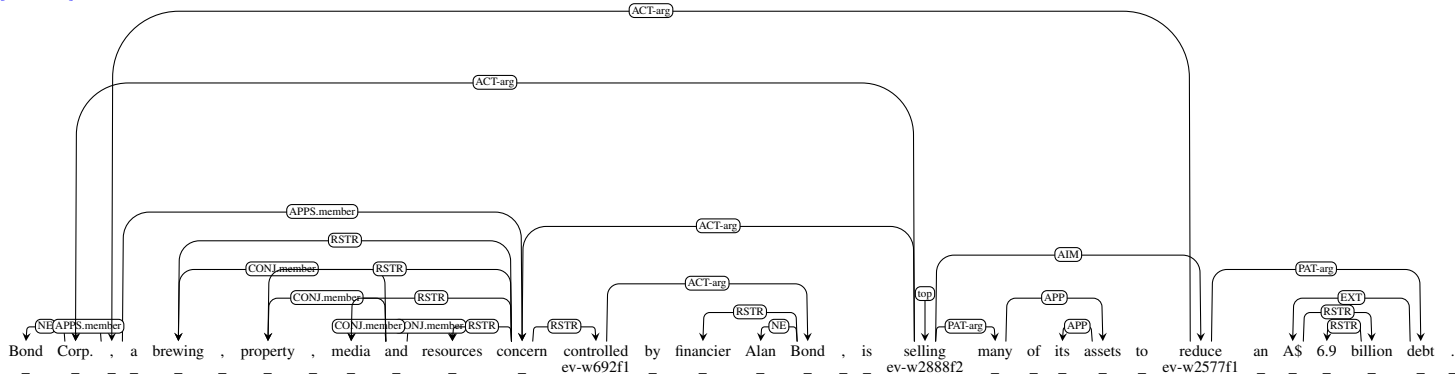 ACT-arg
ACT-arg
APPS.member
ACT-arg
RSTR
AIM
CONJ.member RSTR PAT-arg
ACT-arg
top
CONJ.member RSTR APP EXT
RSTR RSTR
NE APPS.member CONJ.member ONJ.member RSTR RSTR NE PAT-arg APP RSTR
Bond Corp. , a brewing , property , media and resources concern controlled by financier Alan Bond , is selling many of its assets to reduce an A$ 6.9 billion debt .
_ _ _ _ _ _ _ _ _ _ _ _ ev-w692f1 _ _ _ _ _ _ ev-w2888f2 _ _ _ _ _ ev-w2577f1 _ _ _ _ _ _